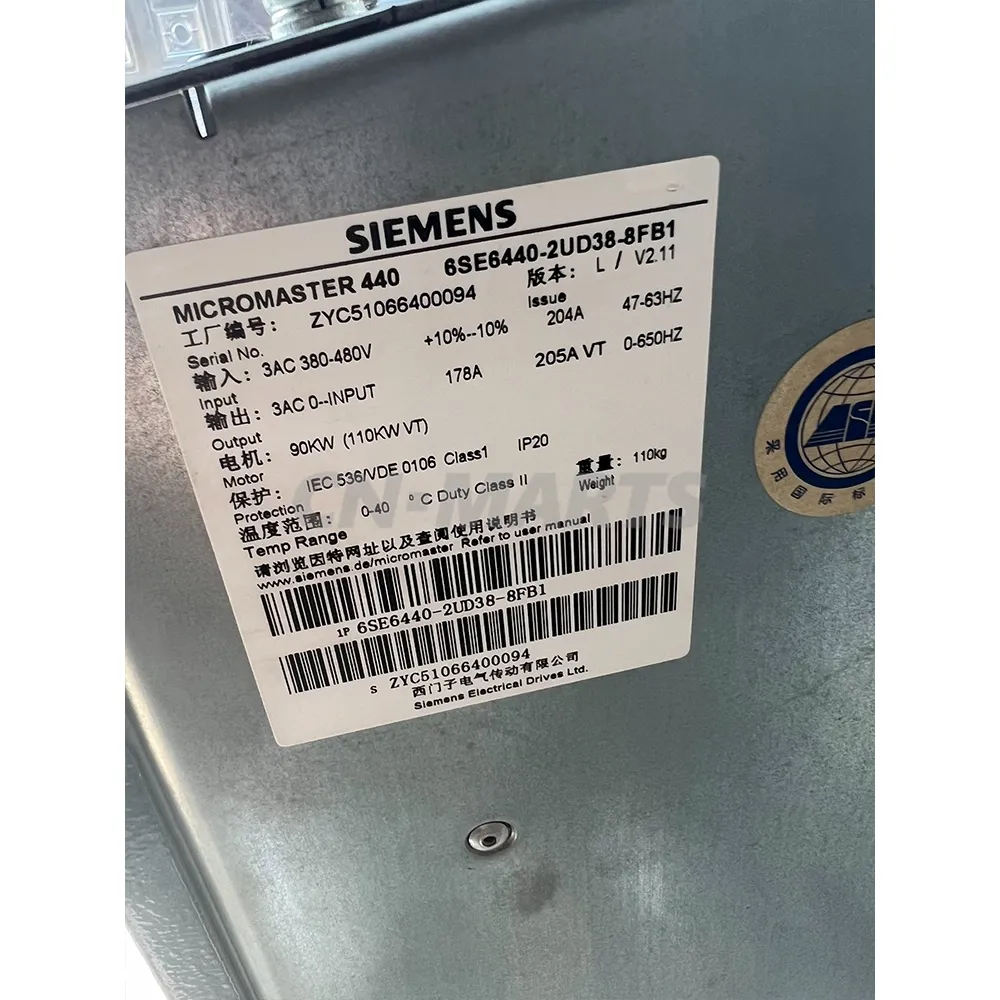 SIEMENS
MICROMASTER 440 6SE6440-2UD38-8FB1
工厂编号: ZYC51066400094 版本: L / V2.11
Serial No. Issue
输入: 3AC 380-480V +10%--10% 204A 47-63HZ
Input
输出: 3AC 0--INPUT 178A 205A VT 0-650HZ
Output
电机: 90KW (110KW VT)
Motor
保护: IEC 536/VDE 0106 Class1 IP20 重量: 110kg
Protection Weight
温度范围: 0-40 °C Duty Class II
Temp Range
请浏览因特网址以及查阅使用说明书
www.siemens.de/micromaster Refer to user manual
1P 6SE6440-2UD38-8FB1
S ZYC51066400094
西门子电气传动有限公司
Siemens Electrical Drives Ltd.
CN-MARTS
采用国际标